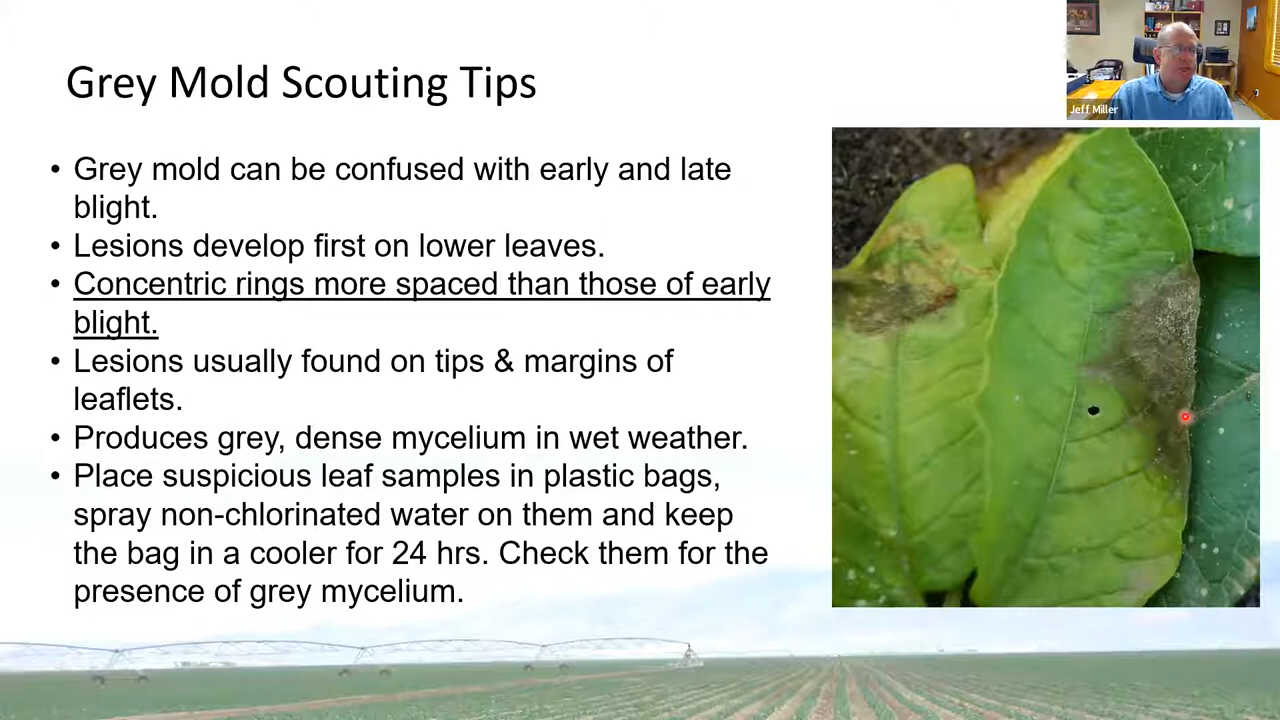 Grey Mold Scouting Tips
Jeff Miller
• Grey mold can be confused with early and late
blight.
• Lesions develop first on lower leaves.
• Concentric rings more spaced than those of early
blight.
• Lesions usually found on tips & margins of
leaflets.
• Produces grey, dense mycelium in wet weather.
• Place suspicious leaf samples in plastic bags,
spray non-chlorinated water on them and keep
the bag in a cooler for 24 hrs. Check them for the
presence of grey mycelium.